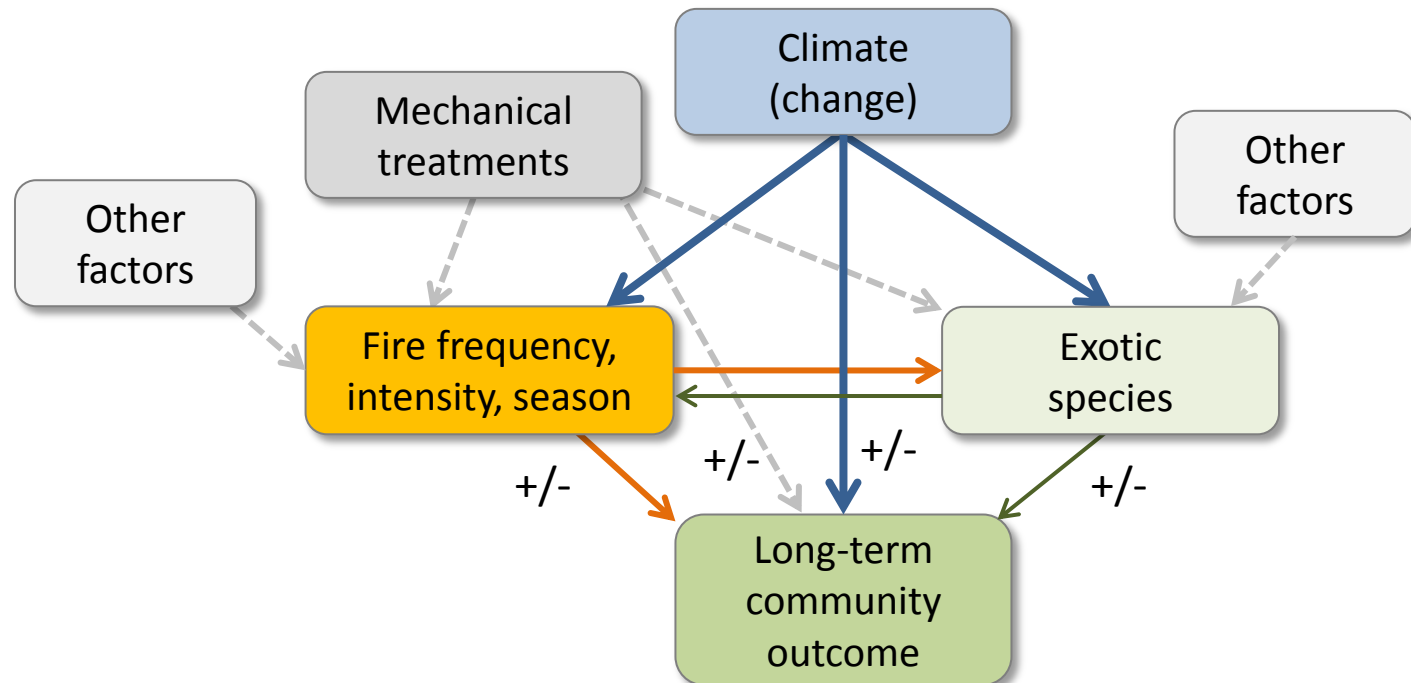 Climate
(change)
Mechanical
treatments
Other
factors
Other
factors
Fire frequency,
intensity, season
Exotic
species
+/-
+/-
+/-
+/-
Long-term
community
outcome